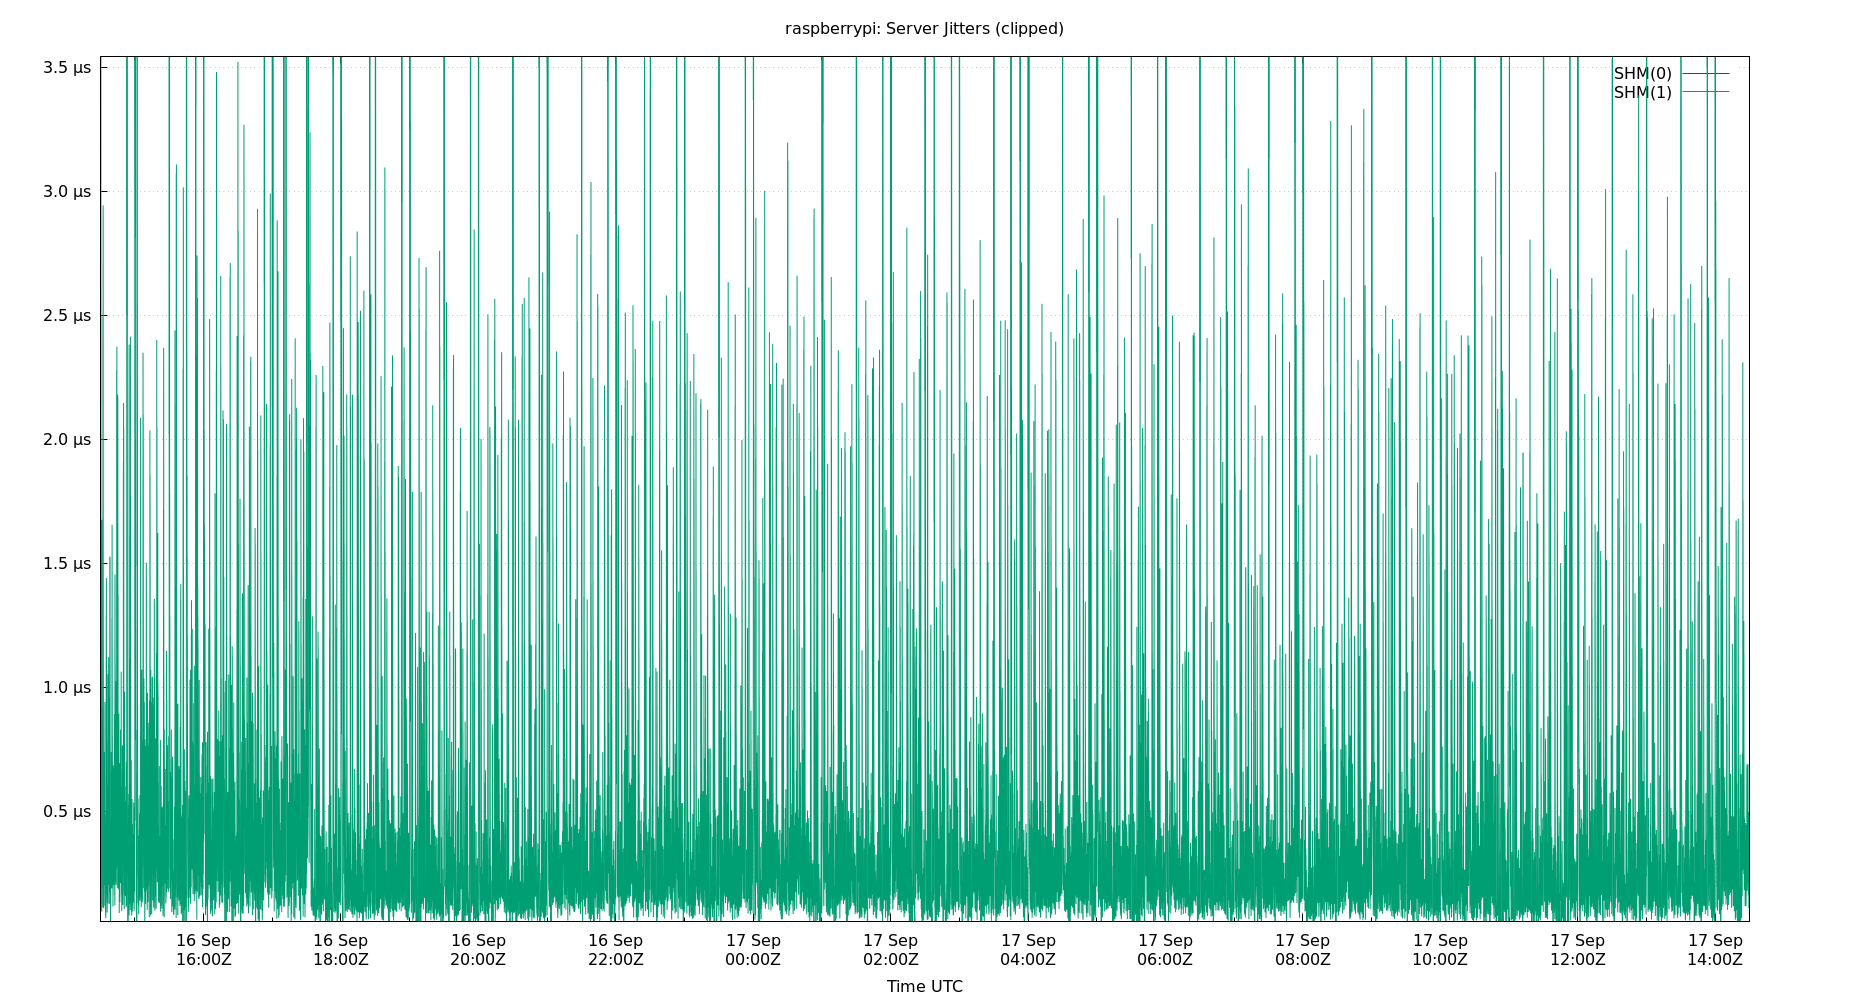 raspberrypi: Server Jitters (clipped)
3.5 µs
3.0 µs
2.5 µs
2.0 µs
1.5 µs
1.0 µs
0.5 µs
SHM(0)
SHM(1)
16 Sep 16 Sep 16 Sep 16 Sep 17 Sep 17 Sep 17 Sep 17 Sep 17 Sep 17 Sep 17 Sep 17 Sep
16:00Z 18:00Z 20:00Z 22:00Z 00:00Z 02:00Z 04:00Z 06:00Z 08:00Z 10:00Z 12:00Z 14:00Z
Time UTC